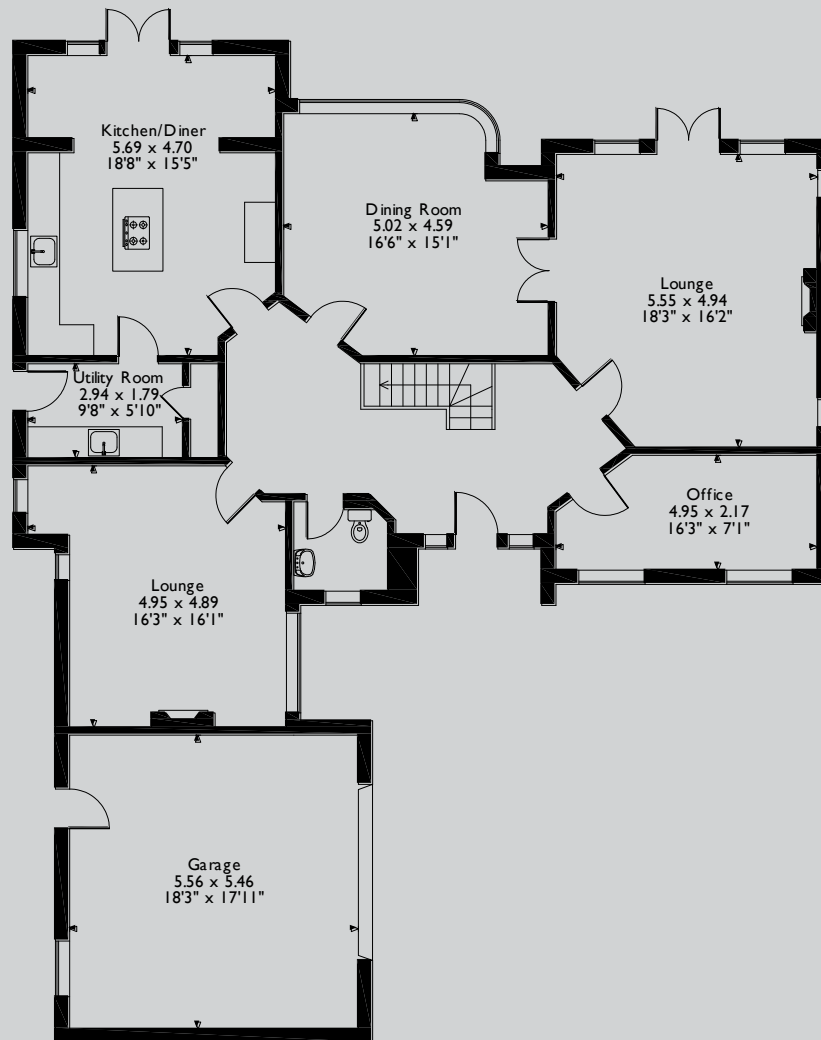 Kitchen/Diner
5.69 x 4.70
18'8" x 15'5"
Dining Room
5.02 x 4.59
16'6" x 15'1"
Lounge
5.55 x 4.94
18'3" x 16'2"
Utility Room
2.94 x 1.79
9'8" x 5'10"
Office
4.95 x 2.17
16'3" x 7'1"
Lounge
4.95 x 4.89
16'3" x 16'1"
Garage
5.56 x 5.46
18'3" x 17'11"